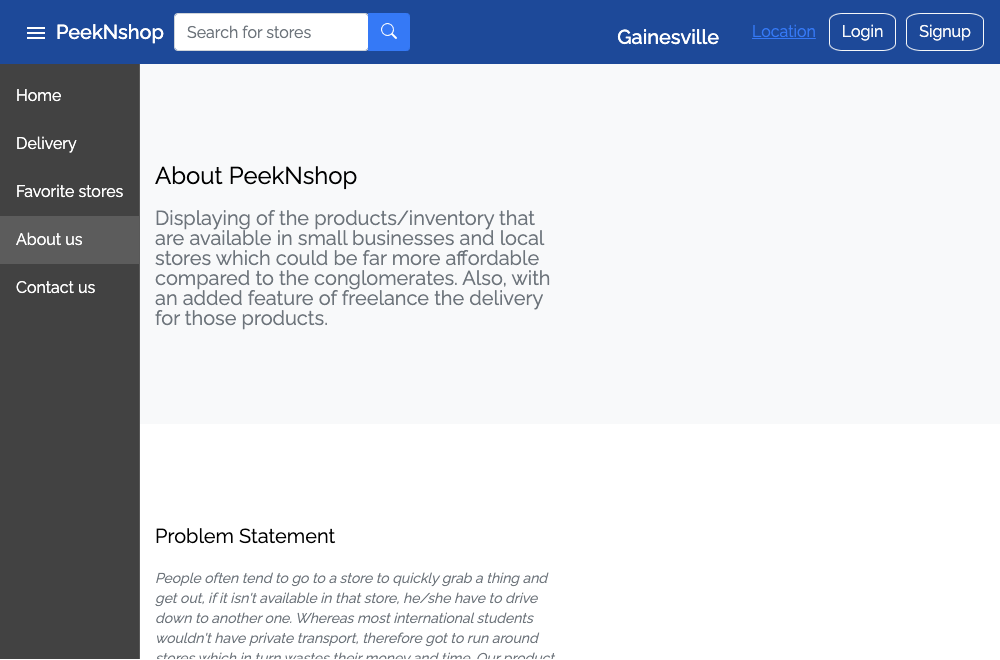 PeekNshop
Search for stores
Gainesville
Location
Login
Signup
Home
Delivery
Favorite stores
About us
Contact us
About PeekNshop
Displaying of the products/inventory that
are available in small businesses and local
stores which could be far more affordable
compared to the conglomerates. Also, with
an added feature of freelance the delivery
for those products.
Problem Statement
People often tend to go to a store to quickly grab a thing and
get out, if it isn't available in that store, he/she have to drive
down to another one. Whereas most international students
wouldn't have private transport, therefore got to run around
stores which in turn wastes their money and time. Our product